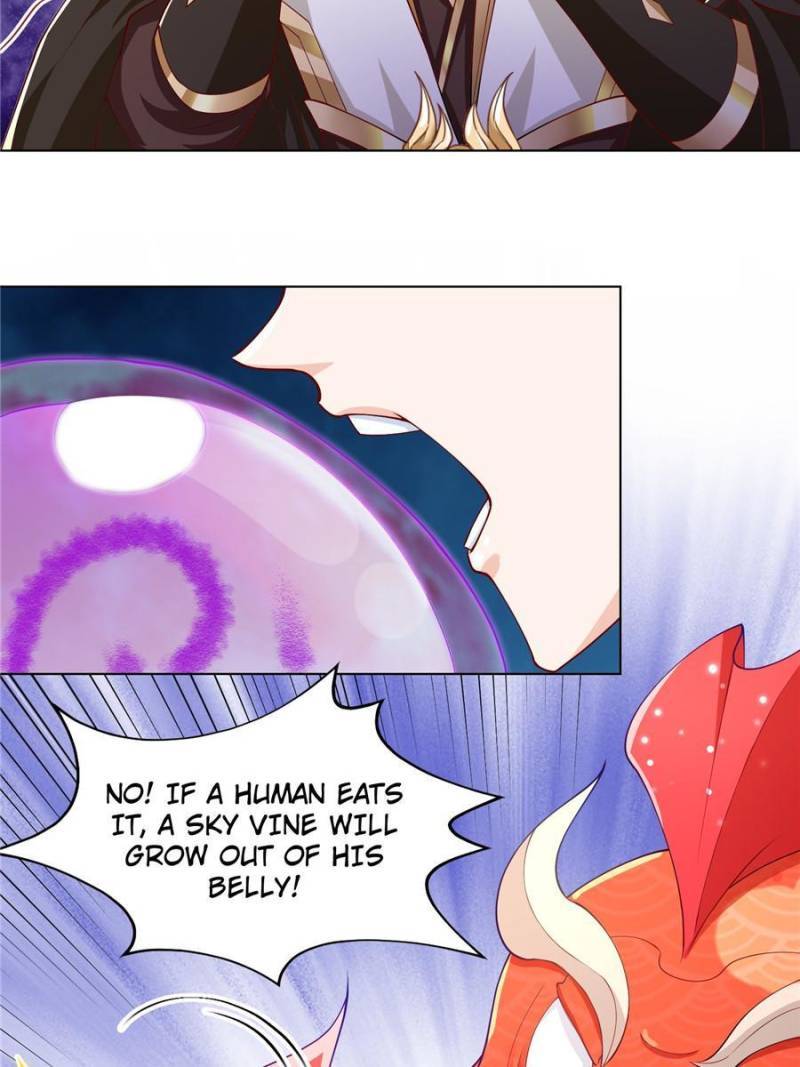 NO! IF A HUMAN EATS
IT, A SKY VINE WILL
GROW OUT OF HIS
BELLY!